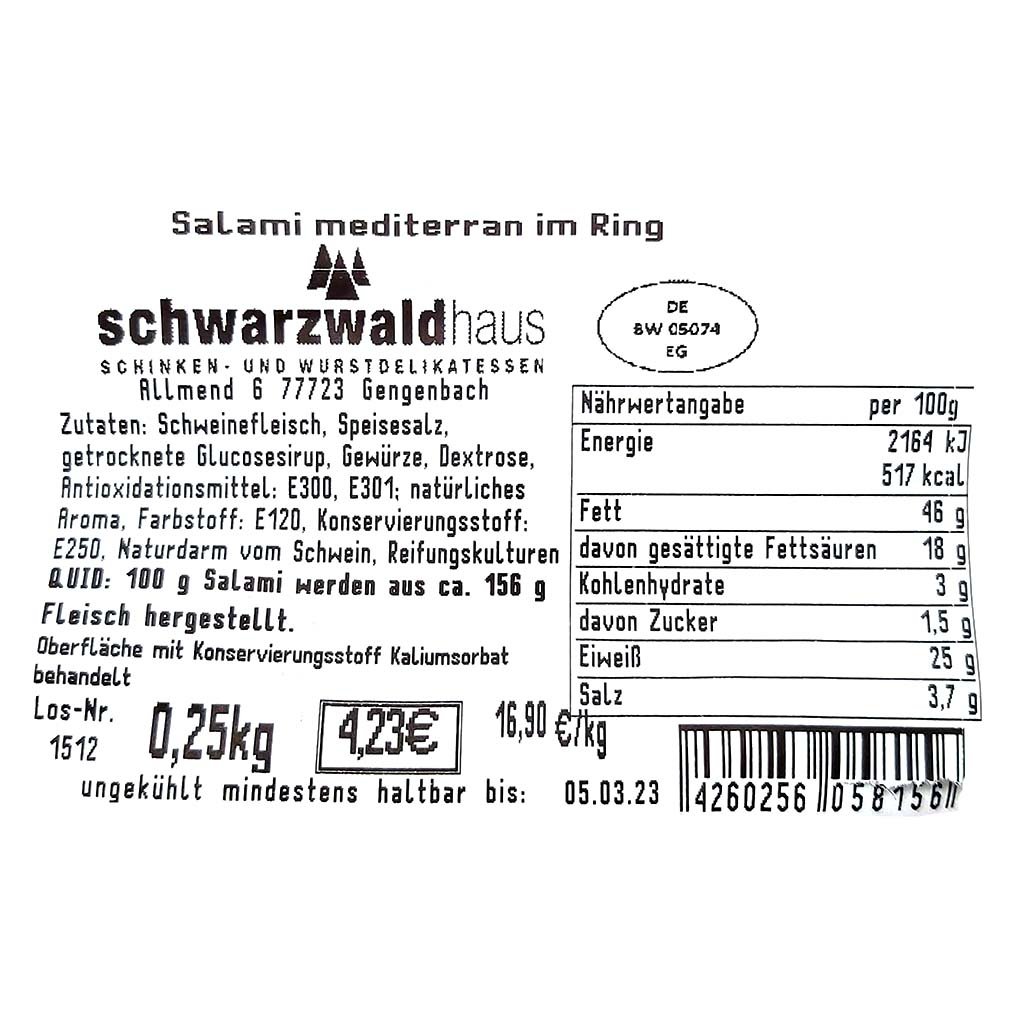 Salami mediterran im Ring
schwarzwaldhaus
SCHINKEN- UND WURSTDELIKATESSEN
Allmend 6 77723 Gengenbach
DE
BW 05074
EG
Zutaten: Schweinefleisch, Speisesalz,
getrocknete Glucosesirup, Gewürze, Dextrose,
Antioxidationsmittel: E300, E301; natürliches
Aroma, Farbstoff: E120, Konservierungsstoff:
E250, Naturdarm vom Schwein, Reifungskulturen
QUID: 100 g Salami werden aus ca. 156 g
Fleisch hergestellt.
Oberfläche mit Konservierungsstoff Kaliumsorbat
behandelt
Nährwertangabe per 100g
Energie 2164 kJ
517 kcal
Fett 46 g
davon gesättigte Fettsäuren 18 g
Kohlenhydrate 3 g
davon Zucker 1,5 g
Eiweiß 25 g
Salz 3,7 g
Los-Nr.
1512
0,25kg
4,23€
16,90 €/kg
ungekühlt mindestens haltbar bis: 05.03.23
4260256 058156